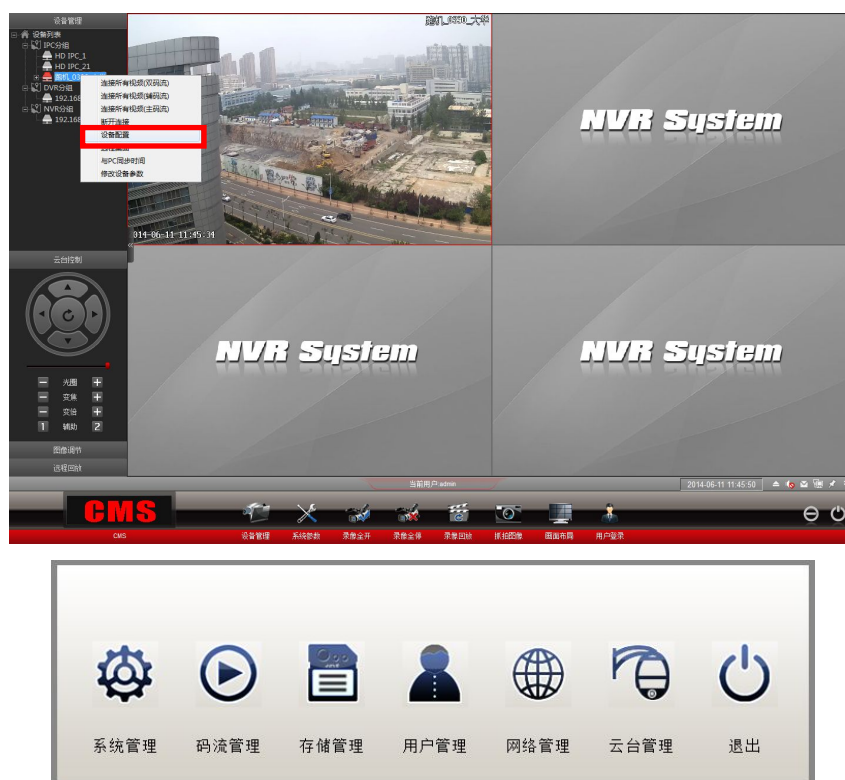 设备管理
设备列表
IPC分组
HD IPC_1
HD IPC_21
DVR分组
192.168
NVR分组
192.168
连接所有视频(双码流)
连接所有视频(辅码流)
连接所有视频(主码流)
断开连接
设备配置
与PC同步时间
修改设备参数
014-06-11 11:45:34
NVR System
NVR System
NVR System
云台控制
光圈
变焦
变倍
1 辅助 2
图像调节
远程回放
当前用户:admin
2014-06-11 11:45:50
CMS
CMS
设备管理 系统参数 录像全开 录像全停 录像回放 抓拍图像 画面布局 用户登录
系统管理 码流管理 存储管理 用户管理 网络管理 云台管理 退出